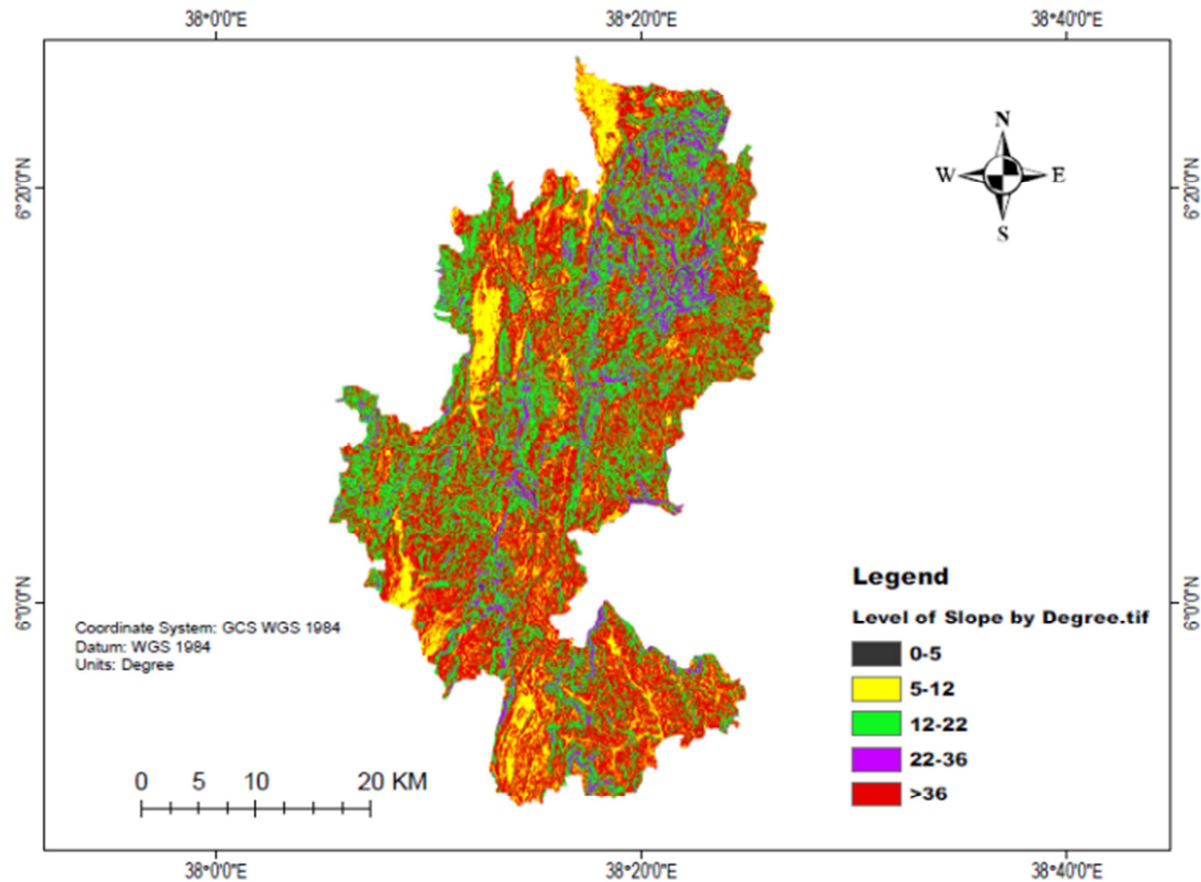 38°0'0"E 38°20'0"E 38°40'0"E
N
W E
S
6°20'0"N 6°20'0"N
6°0'0"N 6°0'0"N
Legend
Level of Slope by Degree.tif
0-5
5-12
12-22
22-36
>36
Coordinate System: GCS WGS 1984
Datum: WGS 1984
Units: Degree
0 5 10 20 KM
38°0'0"E 38°20'0"E 38°40'0"E